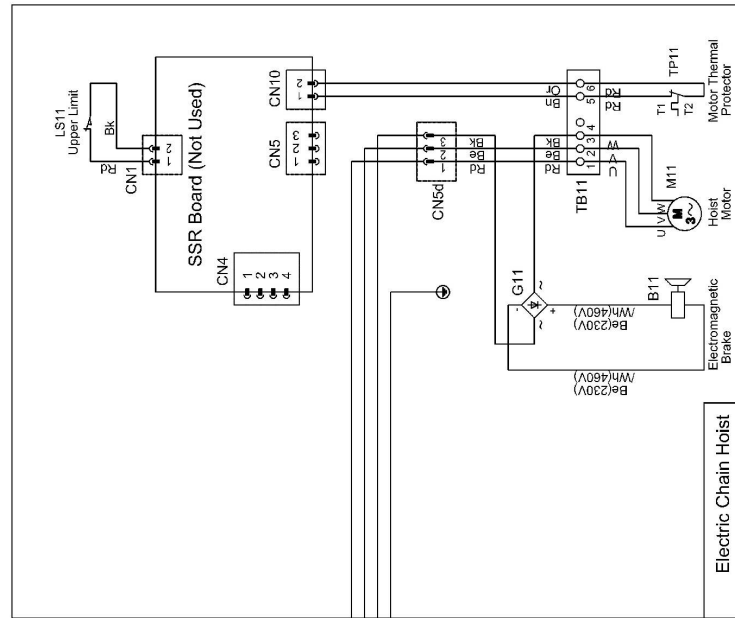 LS11
Upper Limit
Bk
Rd
CN1
2
1
SSR Board (Not Used)
CN10
2
1
CN5
3
2
1
CN4
1
2
3
4
Or
Bn
6
5
Rd
Rd
TP11
T1
T2
Motor Thermal
Protector
CN5d
3
2
1
Bk
Be
Rd
Bk
Be
Rd
4
3
2
1
TB11
W
V
U
M11
U V W
M
3~
Hoist
Motor
G11
~
-
+
~
Be(230V)
/Wh(460V)
Be(230V)
/Wh(460V)
B11
Electromagnetic
Brake
Electric Chain Hoist